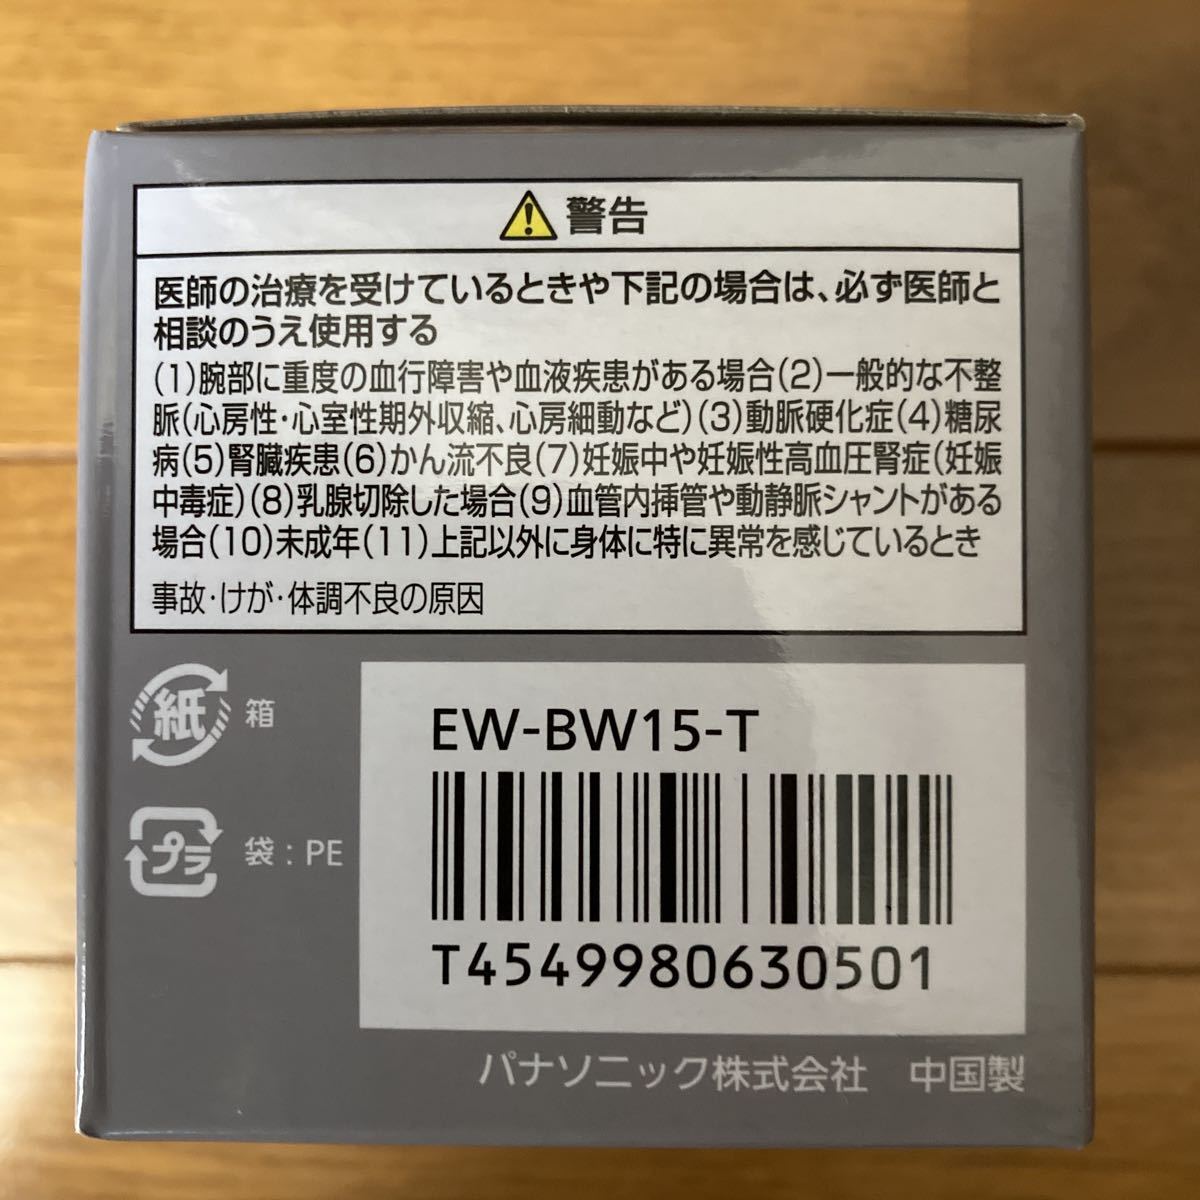 警告
医師の治療を受けているときや下記の場合は、必ず医師と
相談のうえ使用する
(1)腕部に重度の血行障害や血液疾患がある場合(2)一般的な不整
脈(心房性・心室性期外収縮、心房細動など)(3)動脈硬化症(4)糖尿
病(5)腎臓疾患(6)かん流不良(7)妊娠中や妊娠性高血圧腎症(妊娠
中毒症)(8)乳腺切除した場合(9)血管内挿管や動静脈シャントがある
場合(10)未成年(11)上記以外に身体に特に異常を感じているとき
事故・けが・体調不良の原因
紙 箱
プラ 袋:PE
EW-BW15-T
T4549980630501
パナソニック株式会社 中国製